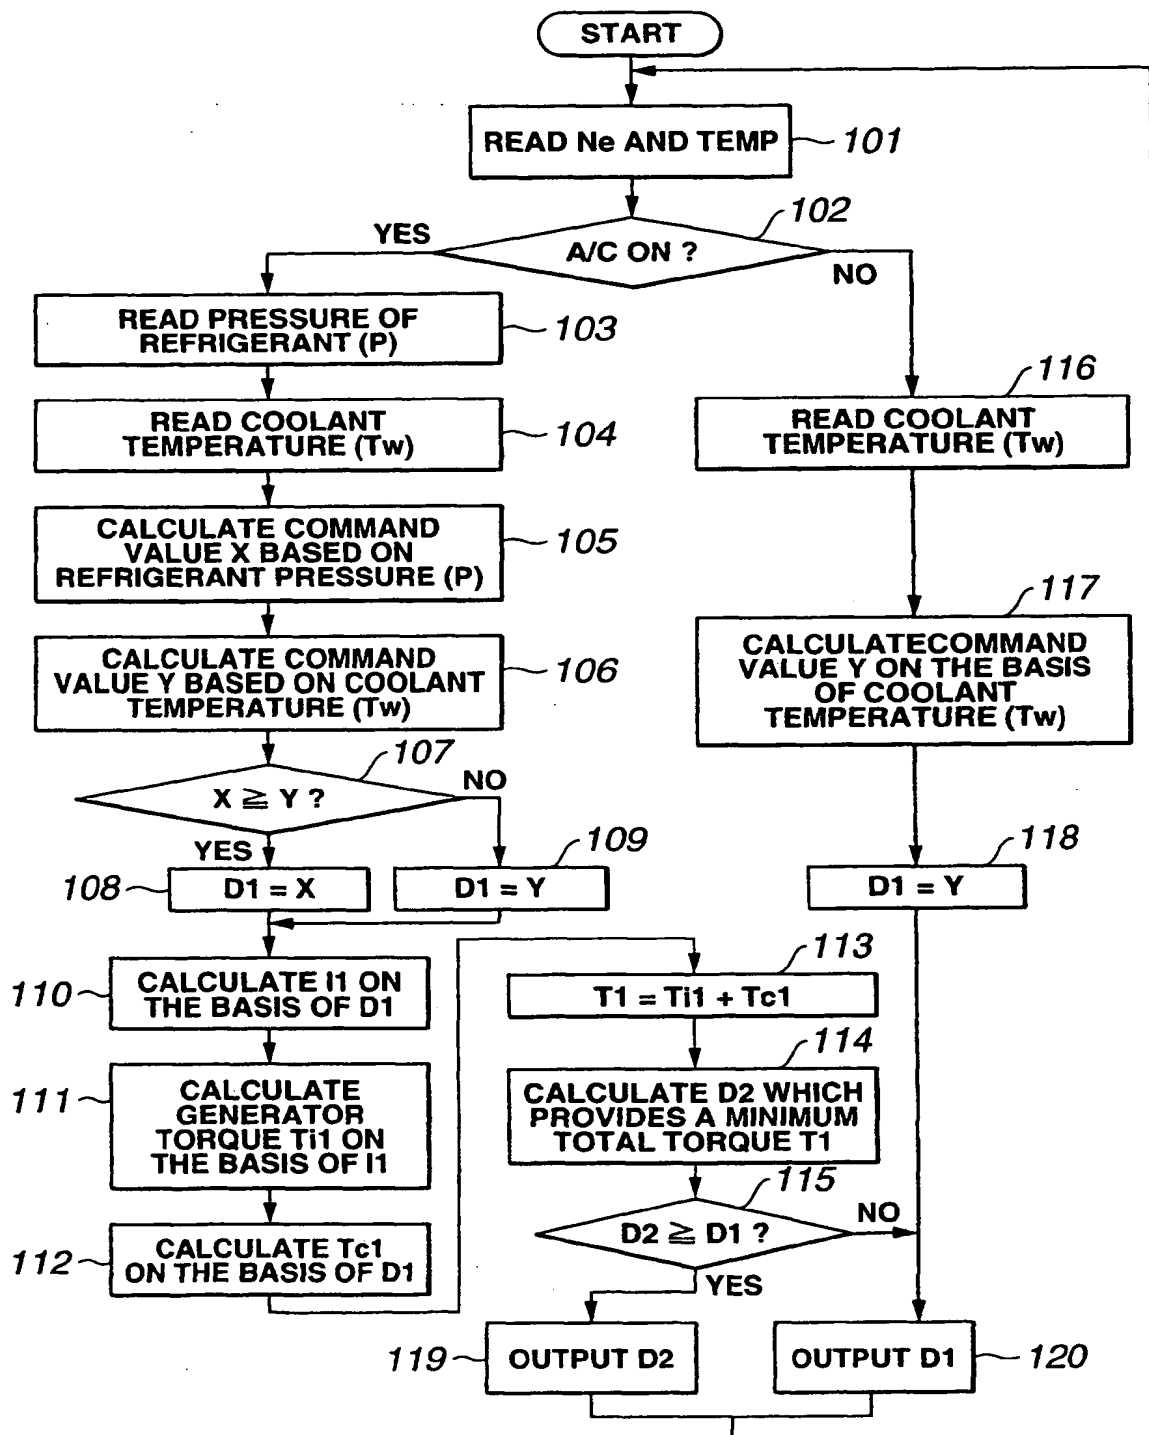 START
READ Ne AND TEMP
101
102
A/C ON ?
YES
NO
READ PRESSURE OF
REFRIGERANT (P)
103
READ COOLANT
TEMPERATURE (Tw)
104
CALCULATE COMMAND
VALUE X BASED ON
REFRIGERANT PRESSURE (P)
105
CALCULATE COMMAND
VALUE Y BASED ON COOLANT
TEMPERATURE (Tw)
106
107
X ≧ Y ?
NO
YES
108
D1 = X
109
D1 = Y
110
CALCULATE I1 ON
THE BASIS OF D1
111
CALCULATE
GENERATOR
TORQUE Ti1 ON
THE BASIS OF I1
112
CALCULATE Tc1
ON THE BASIS OF D1
113
T1 = Ti1 + Tc1
114
CALCULATE D2 WHICH
PROVIDES A MINIMUM
TOTAL TORQUE T1
115
D2 ≧ D1 ?
NO
YES
116
READ COOLANT
TEMPERATURE (Tw)
117
CALCULATECOMMAND
VALUE Y ON THE BASIS
OF COOLANT
TEMPERATURE (Tw)
118
D1 = Y
119
OUTPUT D2
OUTPUT D1
120